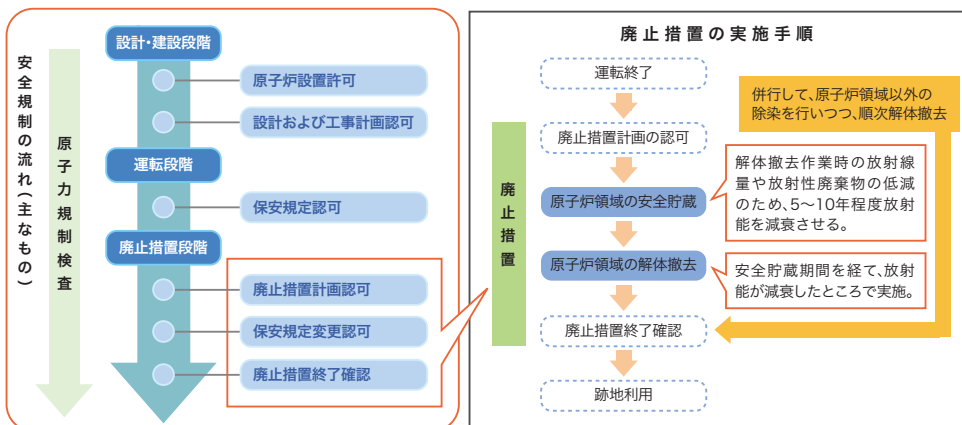 安全規制の流れ(主なもの)
原子力規制検査
設計・建設段階
原子炉設置許可
設計および工事計画認可
運転段階
保安規定認可
廃止措置段階
廃止措置計画認可
保安規定変更認可
廃止措置終了確認
廃止措置の実施手順
運転終了
廃止措置計画の認可
廃止措置
原子炉領域の安全貯蔵
原子炉領域の解体撤去
廃止措置終了確認
跡地利用
併行して、原子炉領域以外の
除染を行いつつ、順次解体撤去
解体撤去作業時の放射線
量や放射性廃棄物の低減
のため、5～10年程度放射
能を減衰させる。
安全貯蔵期間を経て、放射
能が減衰したところで実施。